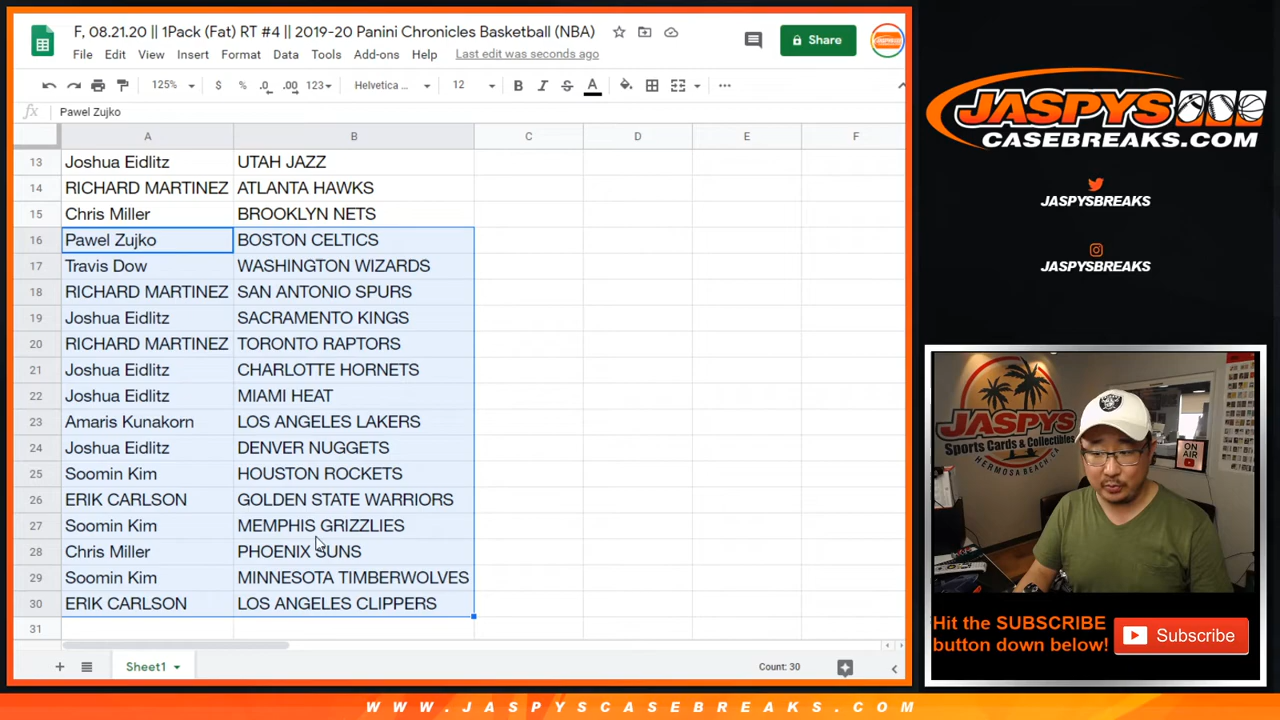 F, 08.21.20 || 1Pack (Fat) RT #4 || 2019-20 Panini Chronicles Basketball (NBA)
File Edit View Insert Format Data Tools Add-ons Help Last edit was seconds ago
Share
125% $ % .0 .00 123 Helvetica ... 12 B I S A
fx Pawel Zujko
A B C D E F
13 Joshua Eidlitz UTAH JAZZ
14 RICHARD MARTINEZ ATLANTA HAWKS
15 Chris Miller BROOKLYN NETS
16 Pawel Zujko BOSTON CELTICS
17 Travis Dow WASHINGTON WIZARDS
18 RICHARD MARTINEZ SAN ANTONIO SPURS
19 Joshua Eidlitz SACRAMENTO KINGS
20 RICHARD MARTINEZ TORONTO RAPTORS
21 Joshua Eidlitz CHARLOTTE HORNETS
22 Joshua Eidlitz MIAMI HEAT
23 Amaris Kunakorn LOS ANGELES LAKERS
24 Joshua Eidlitz DENVER NUGGETS
25 Soomin Kim HOUSTON ROCKETS
26 ERIK CARLSON GOLDEN STATE WARRIORS
27 Soomin Kim MEMPHIS GRIZZLIES
28 Chris Miller PHOENIX SUNS
29 Soomin Kim MINNESOTA TIMBERWOLVES
30 ERIK CARLSON LOS ANGELES CLIPPERS
31
Sheet1 Count: 30
JASPYS
CASEBREAKS.COM
JASPYSBREAKS
JASPYSBREAKS
JASPYS
Sports Cards & Collectibles
HERMOSA BEACH CA
ON AIR
Hit the SUBSCRIBE
button down below!
Subscribe
WWW.JASPYSCASEBREAKS.COM